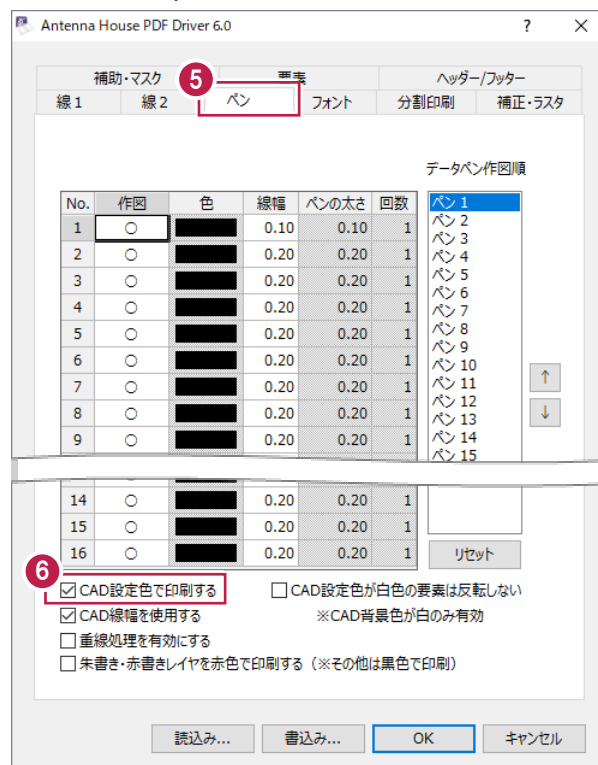 Antenna House PDF Driver 6.0 ? ×
補助・マスク 要素 ヘッダー/フッター
5
線1 線2 ペン フォント 分割印刷 補正・ラスタ
データペン作図順
No. 作図 色 線幅 ペンの太さ 回数
1 ○ 0.10 0.10 1
2 ○ 0.20 0.20 1
3 ○ 0.20 0.20 1
4 ○ 0.20 0.20 1
5 ○ 0.20 0.20 1
6 ○ 0.20 0.20 1
7 ○ 0.20 0.20 1
8 ○ 0.20 0.20 1
9 ○ 0.20 0.20 1
14 ○ 0.20 0.20 1
15 ○ 0.20 0.20 1
16 ○ 0.20 0.20 1
ペン 1
ペン 2
ペン 3
ペン 4
ペン 5
ペン 6
ペン 7
ペン 8
ペン 9
ペン 10
ペン 11
ペン 12
ペン 13
ペン 14
ペン 15
↑
↓
リセット
6
CAD設定色で印刷する
CAD設定色が白色の要素は反転しない
CAD線幅を使用する
※CAD背景色が白のみ有効
重線処理を有効にする
朱書き・赤書きレイヤを赤色で印刷する（※その他は黒色で印刷）
読込み... 書込み... OK キャンセル